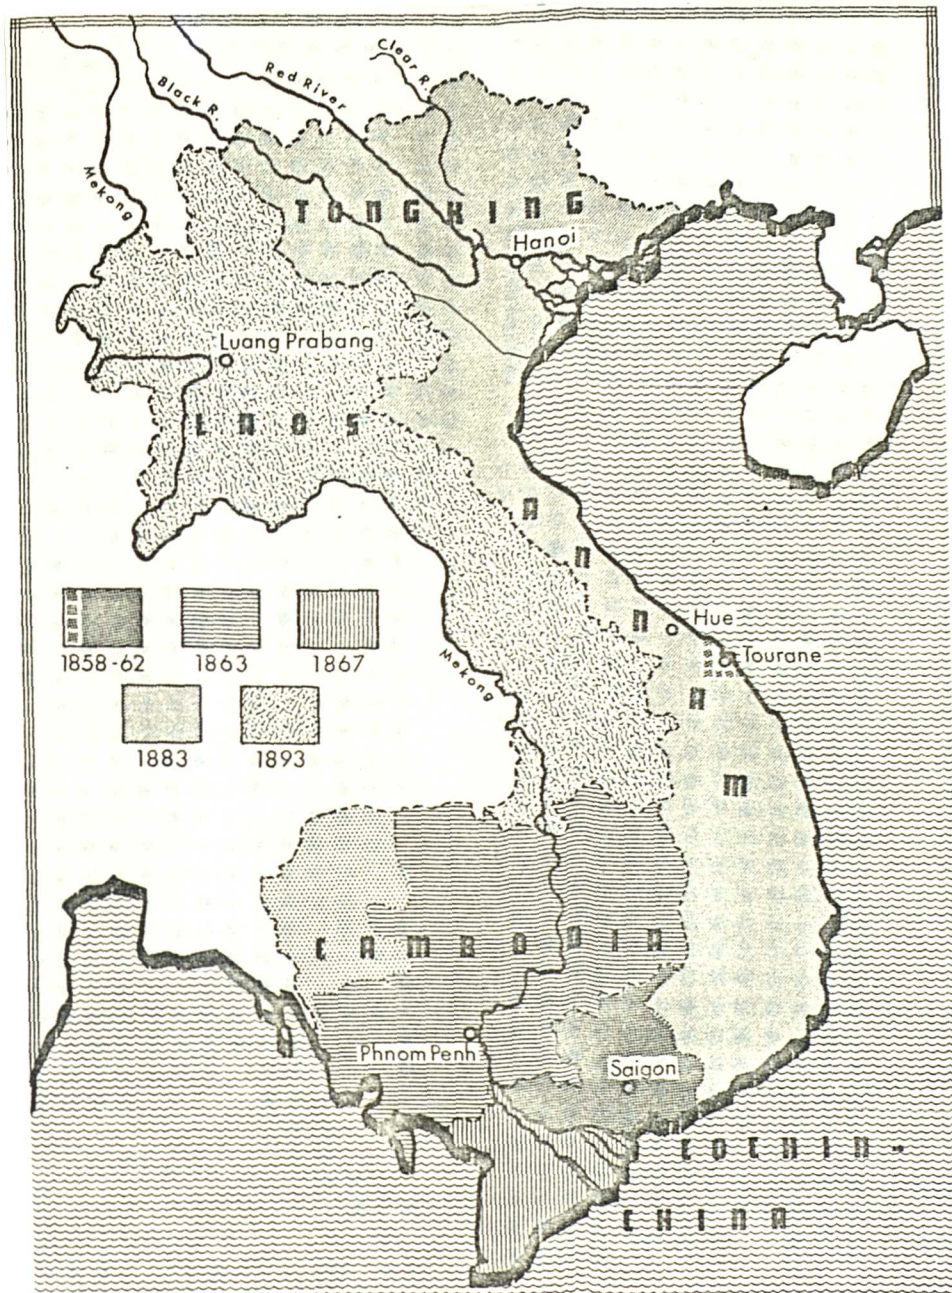 Clear R.
Red River
Black R.
Mekong
TONGKING
Hanoi
Luang Prabang
LAOS
ANNAM
Hue
Tourane
1858-62
1863
1867
Mekong
1883
1893
CAMBODIA
Phnom Penh
Saigon
COCHIN-
CHINA